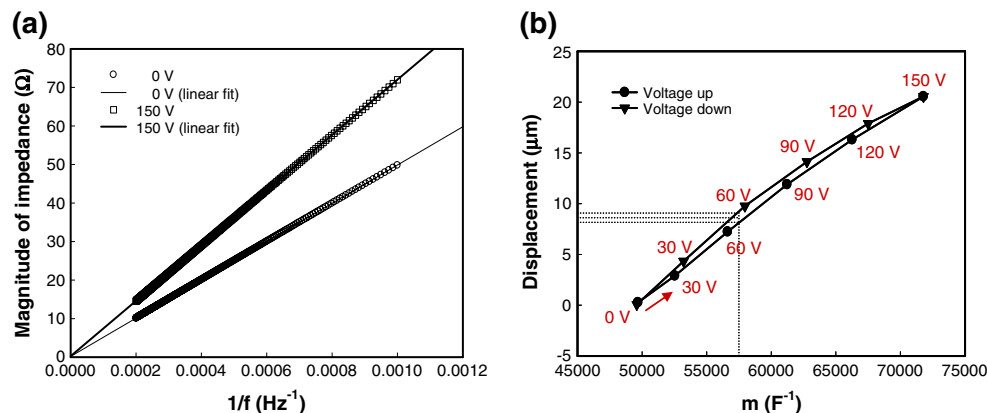 (a)
80
70
60
50
40
30
20
10
0
Magnitude of impedance (Ω)
0 V
0 V (linear fit)
150 V
150 V (linear fit)
0.0000 0.0002 0.0004 0.0006 0.0008 0.0010 0.0012
1/f (Hz⁻¹)
(b)
25
20
15
10
5
0
-5
Displacement (μm)
Voltage up
Voltage down
150 V
120 V
120 V
90 V
90 V
60 V
60 V
30 V
30 V
0 V
45000 50000 55000 60000 65000 70000 75000
m (F⁻¹)